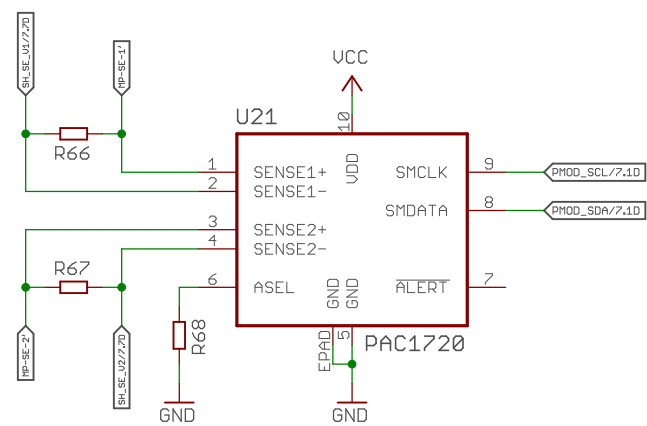 SH_SE_V1/7.7D
MP-SE-1'
VCC
U21
10
R66
1
SENSE1+
VDD
SMCLK
9
PMOD_SCL/7.1D
2
SENSE1-
3
SENSE2+
SMDATA
8
PMOD_SDA/7.1D
4
SENSE2-
R67
6
ASEL
GND
GND
ALERT
7
R68
EPAD
5
PAC1720
MP-SE-2'
SH_SE_V2/7.7D
GND
GND